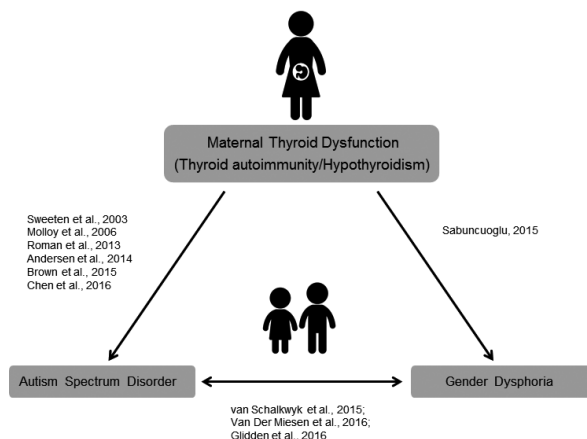 Maternal Thyroid Dysfunction
(Thyroid autoimmunity/Hypothyroidism)
Sweeten et al., 2003
Molloy et al., 2006
Roman et al., 2013
Andersen et al., 2014
Brown et al., 2015
Chen et al., 2016
Sabuncuoglu, 2015
Autism Spectrum Disorder
Gender Dysphoria
van Schalkwyk et al., 2015;
Van Der Miesen et al., 2016;
Glidden et al., 2016